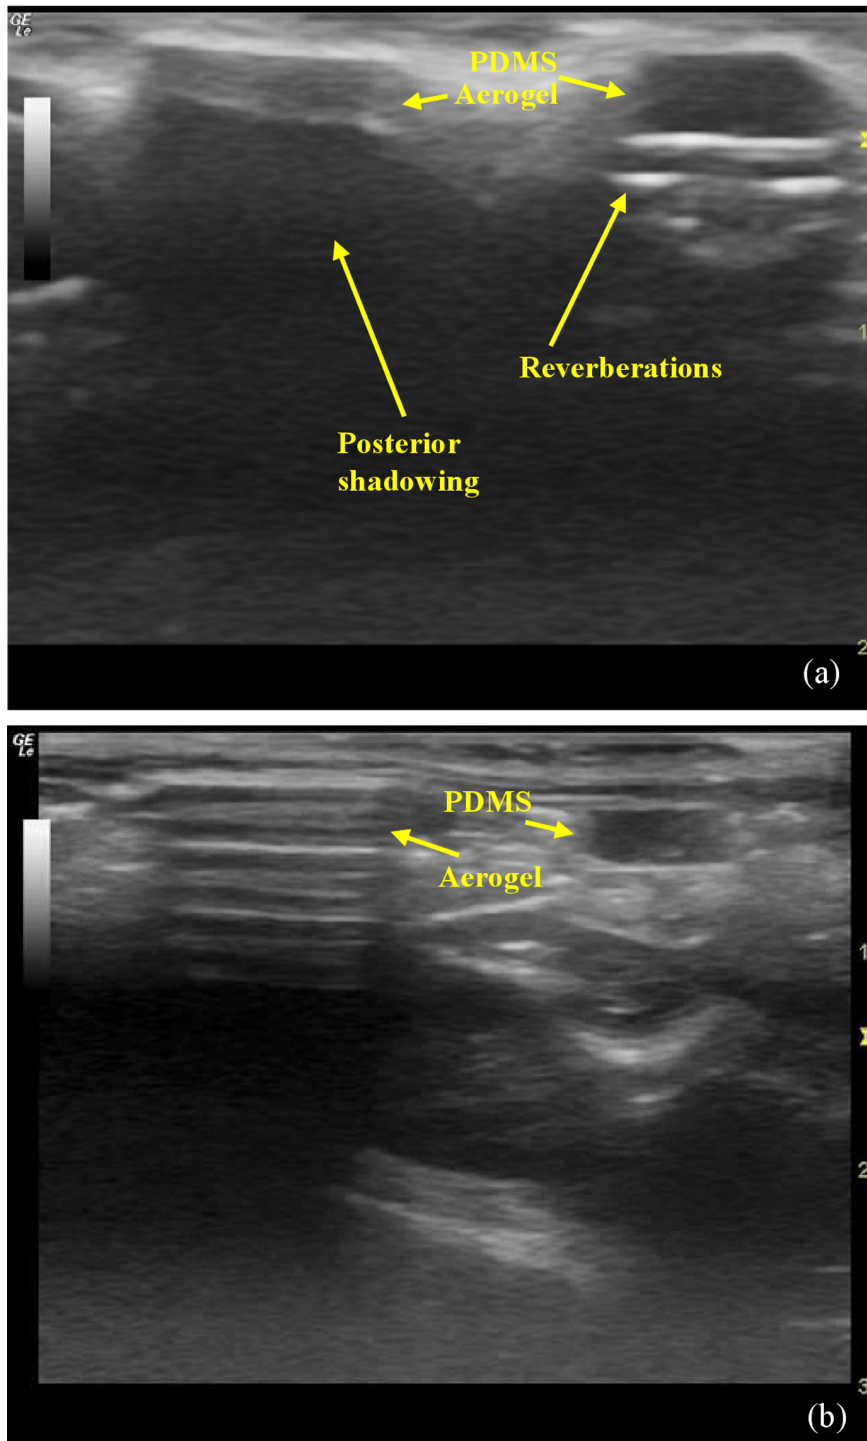 GE
Le
PDMS
Aerogel
1
Reverberations
Posterior
shadowing
2
(a)
GE
Le
PDMS
Aerogel
1
2
3
(b)